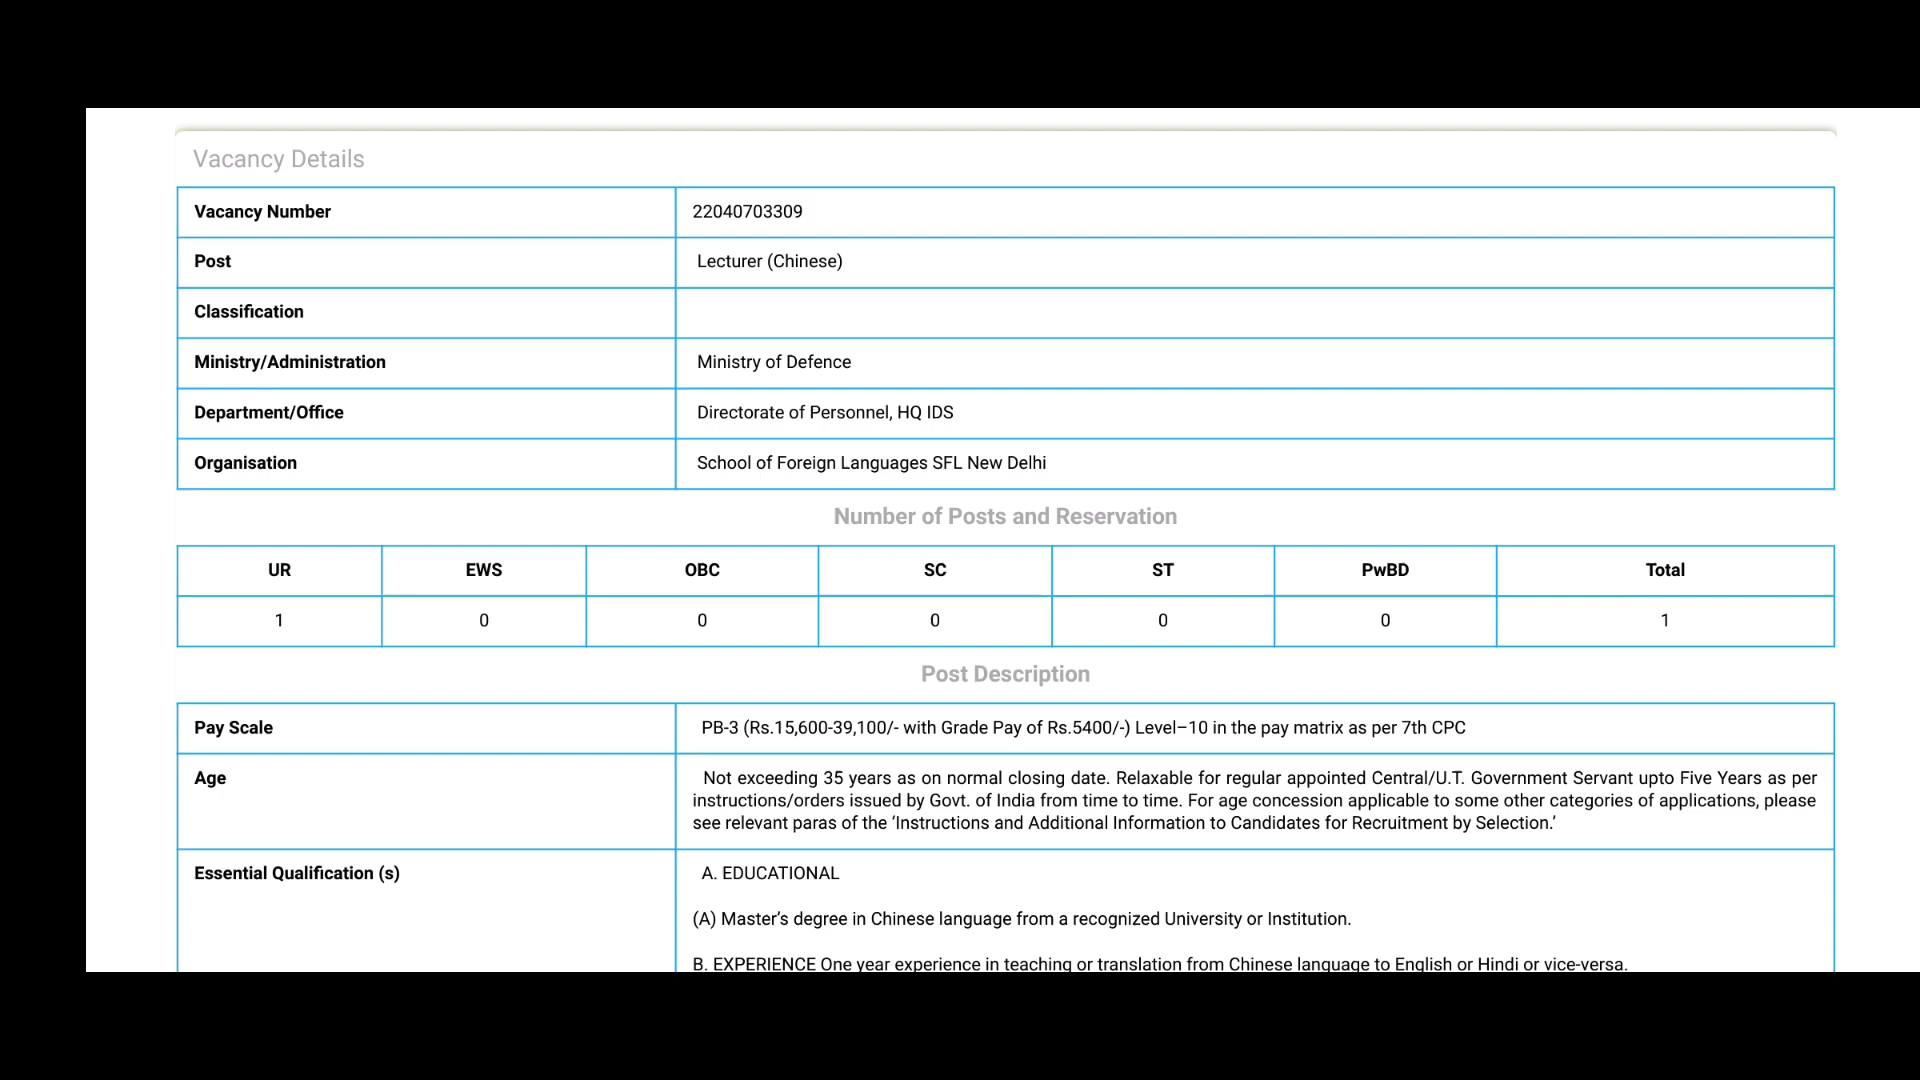 Vacancy Details
Vacancy Number 22040703309
Post Lecturer (Chinese)
Classification
Ministry/Administration Ministry of Defence
Department/Office Directorate of Personnel, HQ IDS
Organisation School of Foreign Languages SFL New Delhi
Number of Posts and Reservation
UR EWS OBC SC ST PwBD Total
1 0 0 0 0 0 1
Post Description
Pay Scale PB-3 (Rs.15,600-39,100/- with Grade Pay of Rs.5400/-) Level–10 in the pay matrix as per 7th CPC
Age Not exceeding 35 years as on normal closing date. Relaxable for regular appointed Central/U.T. Government Servant upto Five Years as per
instructions/orders issued by Govt. of India from time to time. For age concession applicable to some other categories of applications, please
see relevant paras of the ‘Instructions and Additional Information to Candidates for Recruitment by Selection.’
Essential Qualification (s) A. EDUCATIONAL
(A) Master’s degree in Chinese language from a recognized University or Institution.
B. EXPERIENCE One year experience in teaching or translation from Chinese language to English or Hindi or vice-versa.